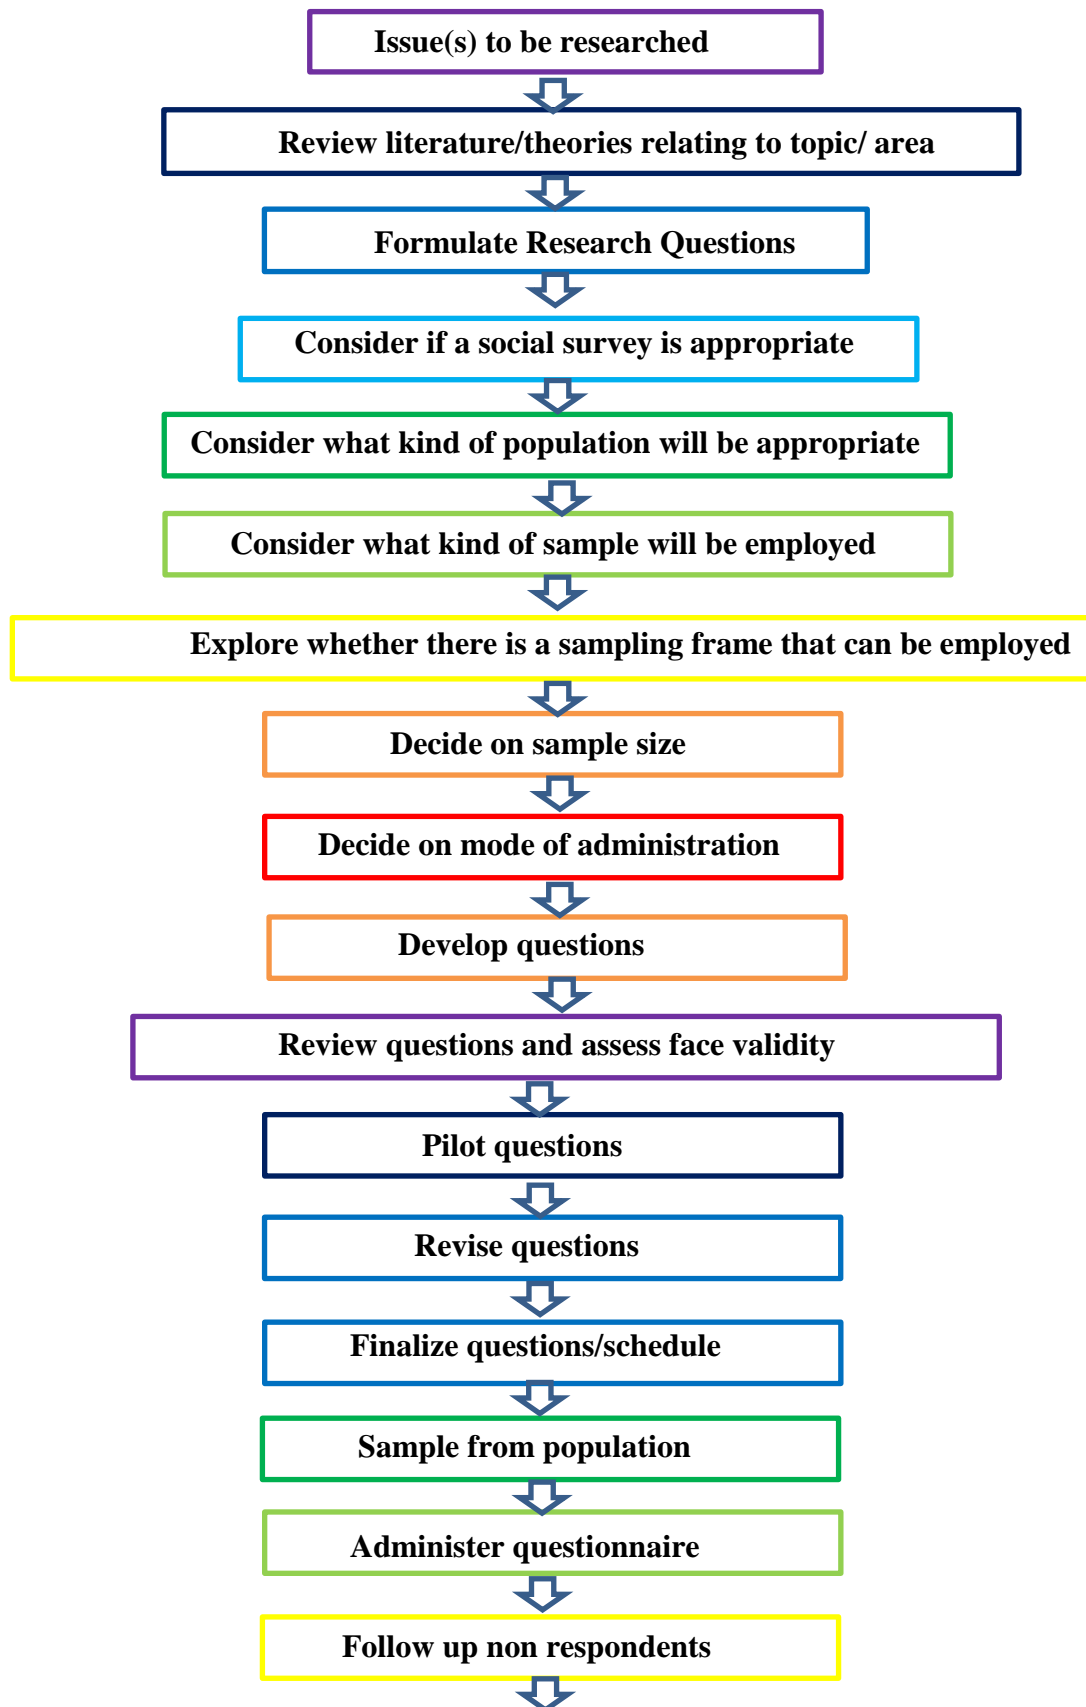 Issue(s) to be researched
Review literature/theories relating to topic/ area
Formulate Research Questions
Consider if a social survey is appropriate
Consider what kind of population will be appropriate
Consider what kind of sample will be employed
Explore whether there is a sampling frame that can be employed
Decide on sample size
Decide on mode of administration
Develop questions
Review questions and assess face validity
Pilot questions
Revise questions
Finalize questions/schedule
Sample from population
Administer questionnaire
Follow up non respondents